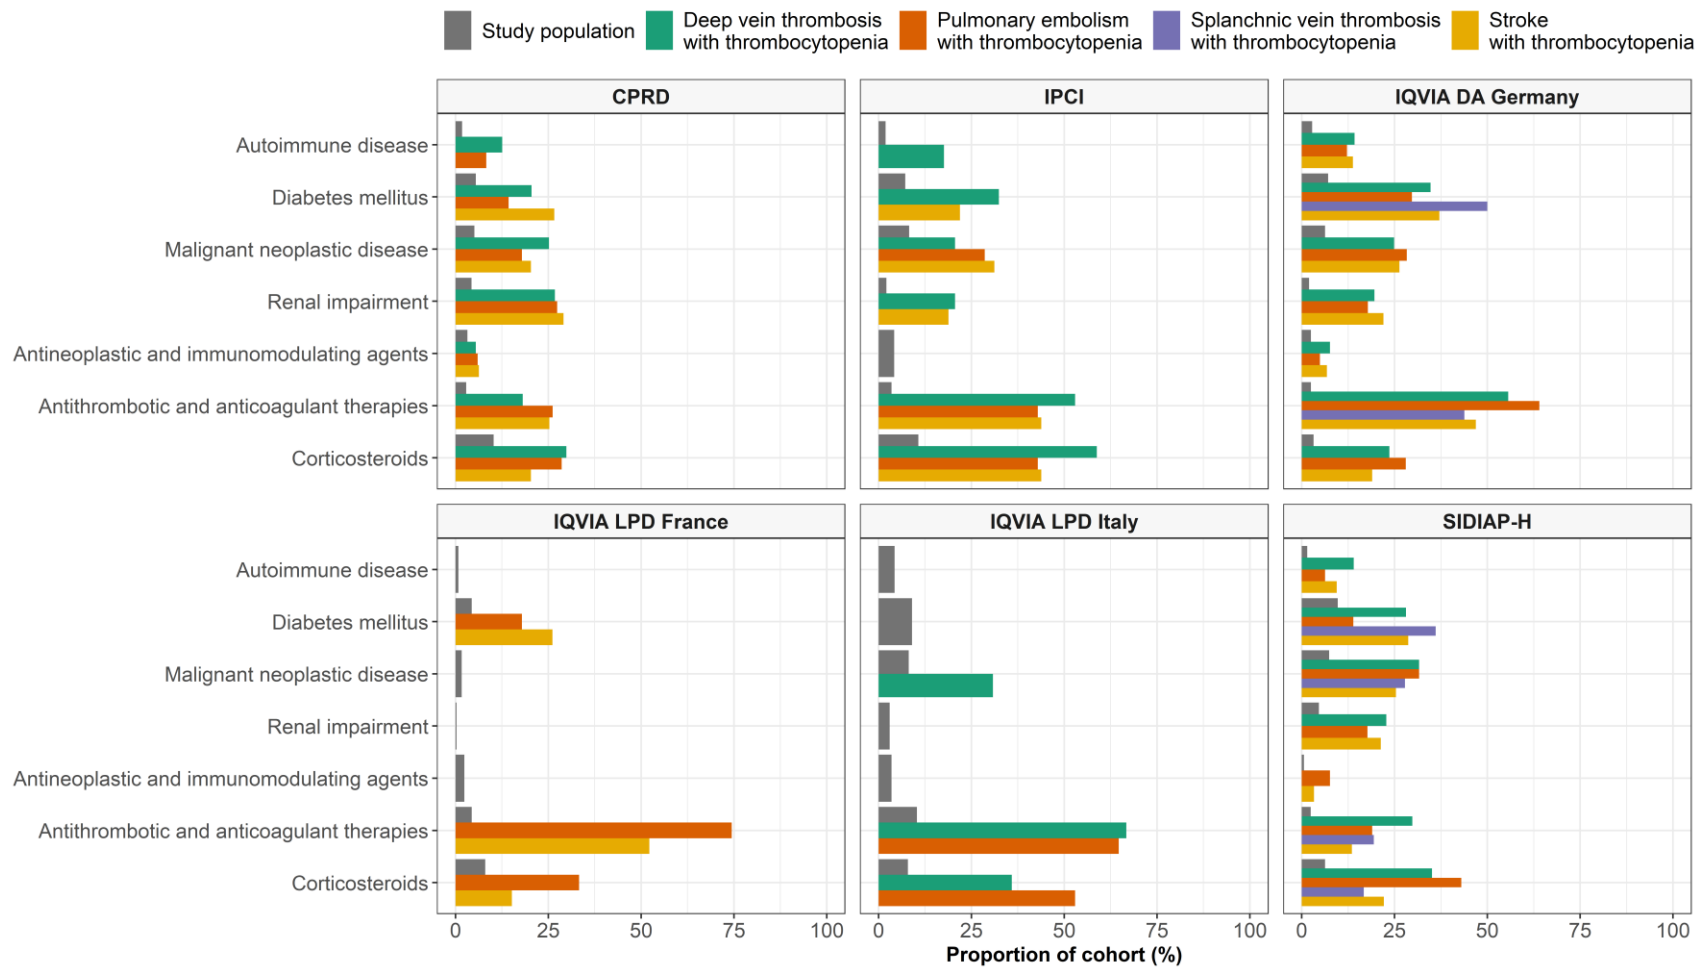 Study population
Deep vein thrombosis
with thrombocytopenia
Pulmonary embolism
with thrombocytopenia
Splanchnic vein thrombosis
with thrombocytopenia
Stroke
with thrombocytopenia
CPRD
IPCI
IQVIA DA Germany
Autoimmune disease
Diabetes mellitus
Malignant neoplastic disease
Renal impairment
Antineoplastic and immunomodulating agents
Antithrombotic and anticoagulant therapies
Corticosteroids
IQVIA LPD France
IQVIA LPD Italy
SIDIAP-H
Autoimmune disease
Diabetes mellitus
Malignant neoplastic disease
Renal impairment
Antineoplastic and immunomodulating agents
Antithrombotic and anticoagulant therapies
Corticosteroids
0 25 50 75 100
0 25 50 75 100
0 25 50 75 100
Proportion of cohort (%)